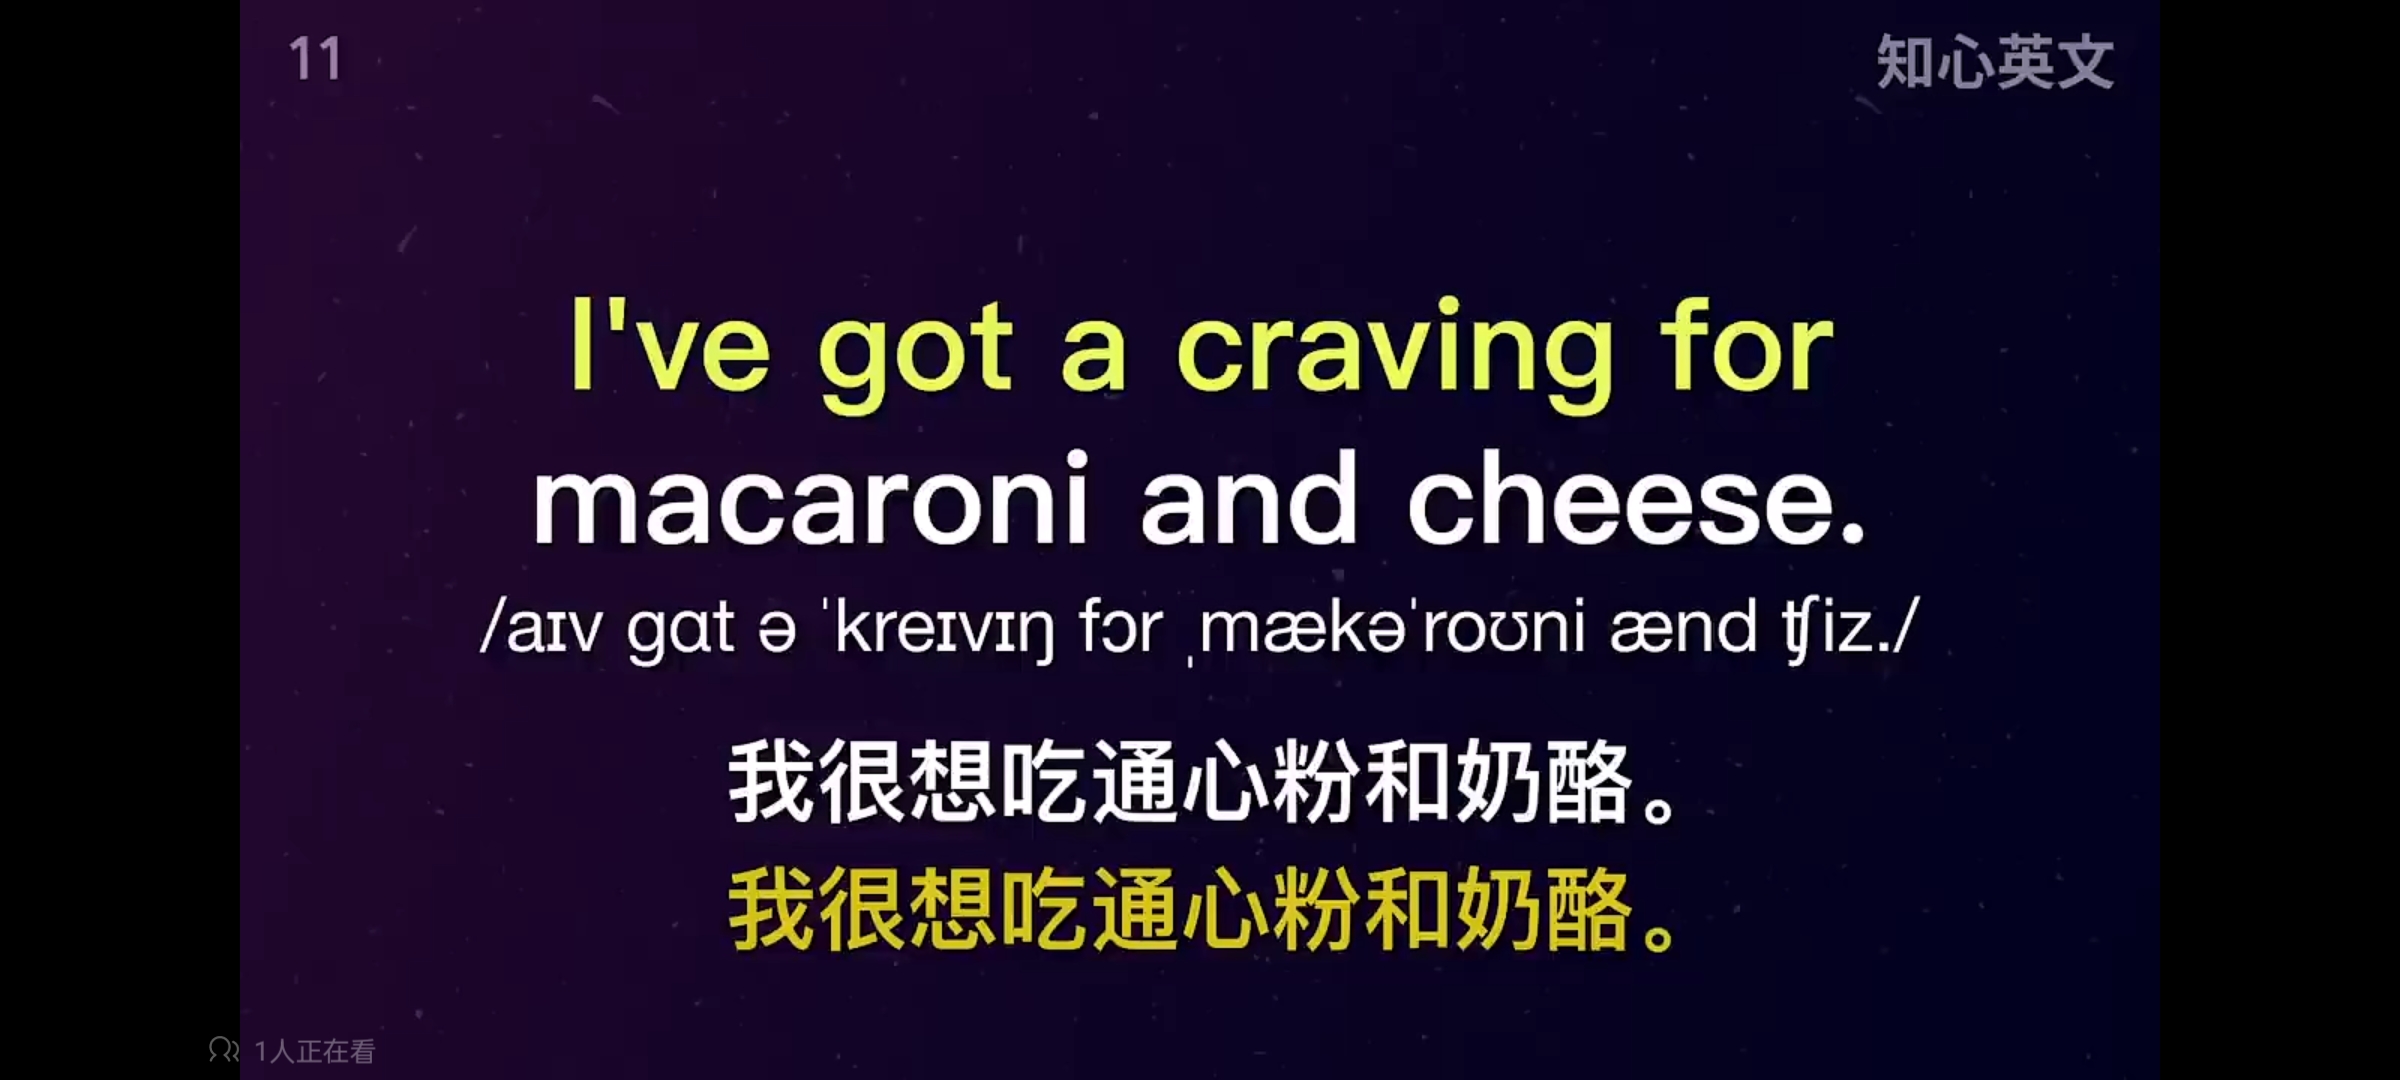 11
知心英文
I've got a craving for
macaroni and cheese.
/aɪv gɑt ə ˈkreɪvɪŋ fɔr ˌmækəˈroʊni ænd ʧiz./
我很想吃通心粉和奶酪。
我很想吃通心粉和奶酪。
1人正在看